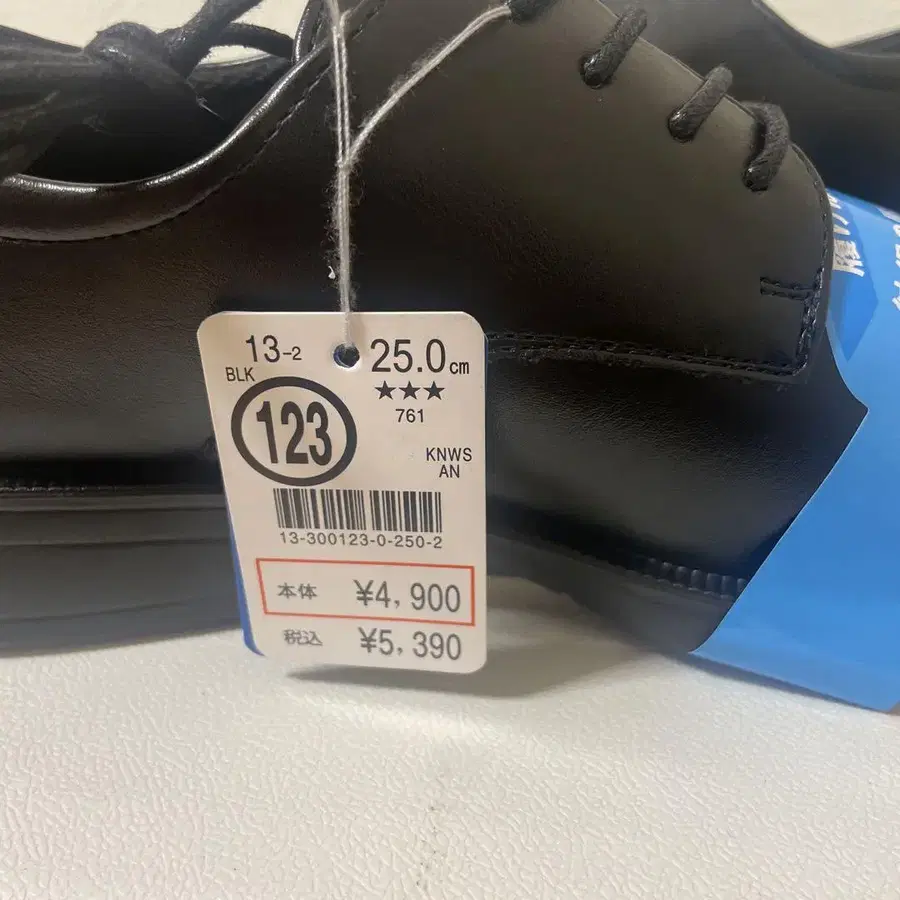 13-2
25.0cm
BLK
★★★
123
761
KNWS
AN
13-300123-0-250-2
本体 ¥4,900
税込 ¥5,390